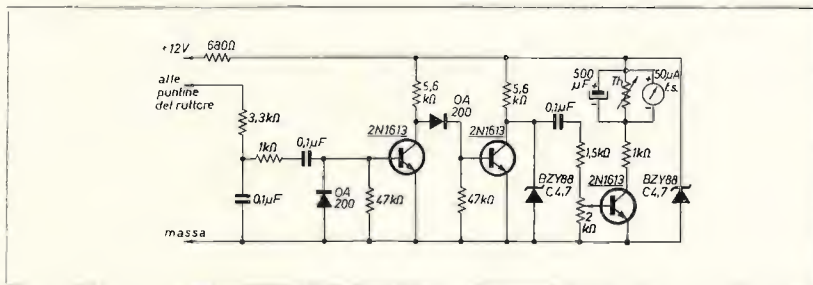 +12V
680Ω
alle
puntine
del ruttore
3,3kΩ
1kΩ
0,1µF
0,1µF
OA
200
47kΩ
2N1613
5,6
kΩ
OA
200
47kΩ
2N1613
5,6
kΩ
BZY88
C4,7
0,1µF
1,5kΩ
2
kΩ
2N1613
1kΩ
500
µF
+
-
Th
+
50µA
f.s.
-
BZY88
C4,7
massa